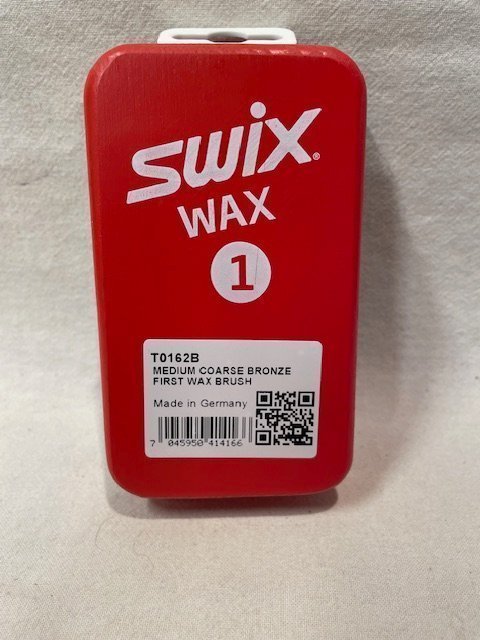 SWIX®
WAX
1
T0162B
MEDIUM COARSE BRONZE
FIRST WAX BRUSH
Made in Germany
7 045950 414166